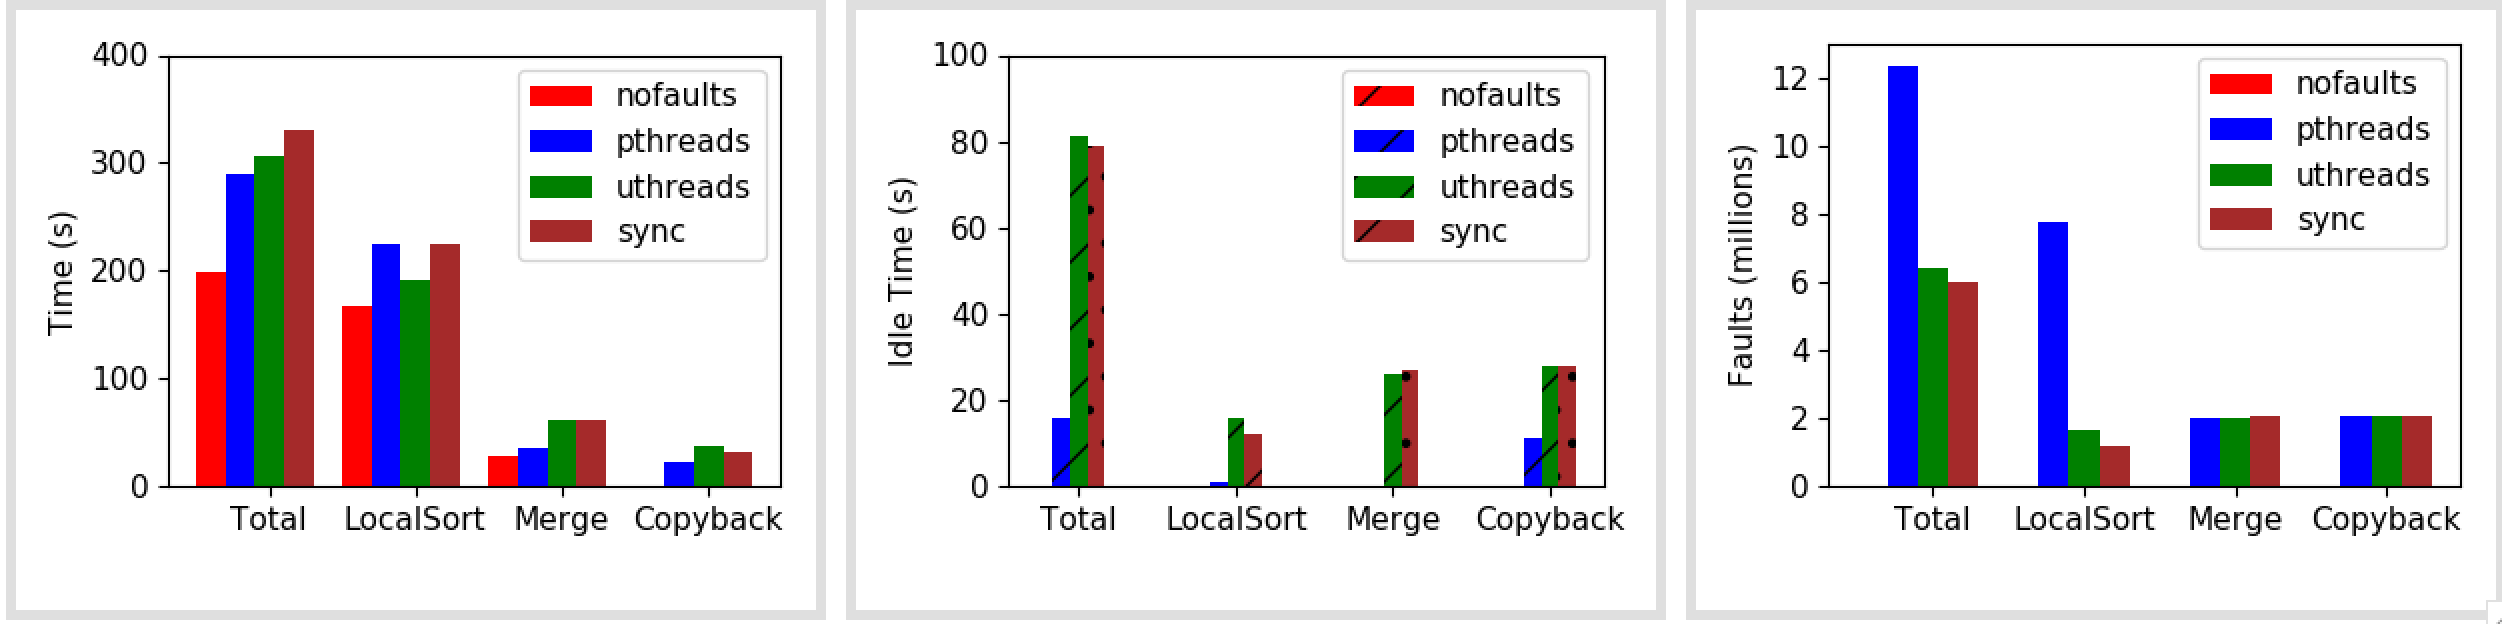 400
300
200
100
0
Time (s)
nofaults
pthreads
uthreads
sync
Total LocalSort Merge Copyback
100
80
60
40
20
0
Idle Time (s)
nofaults
pthreads
uthreads
sync
Total LocalSort Merge Copyback
12
10
8
6
4
2
0
Faults (millions)
nofaults
pthreads
uthreads
sync
Total LocalSort Merge Copyback